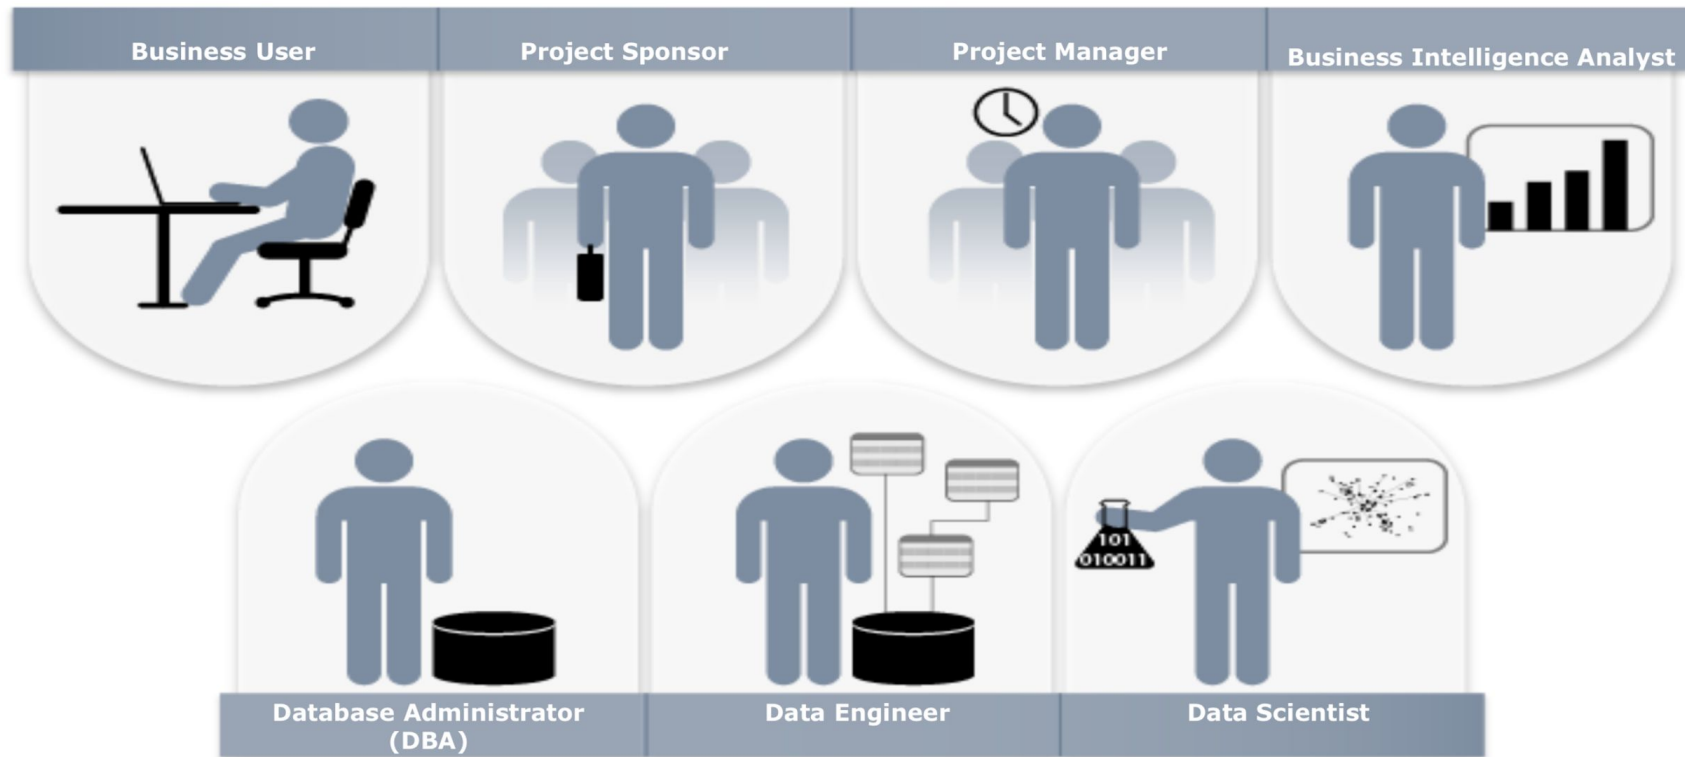 Business User
Project Sponsor
Project Manager
Business Intelligence Analyst
101
010011
Database Administrator
(DBA)
Data Engineer
Data Scientist